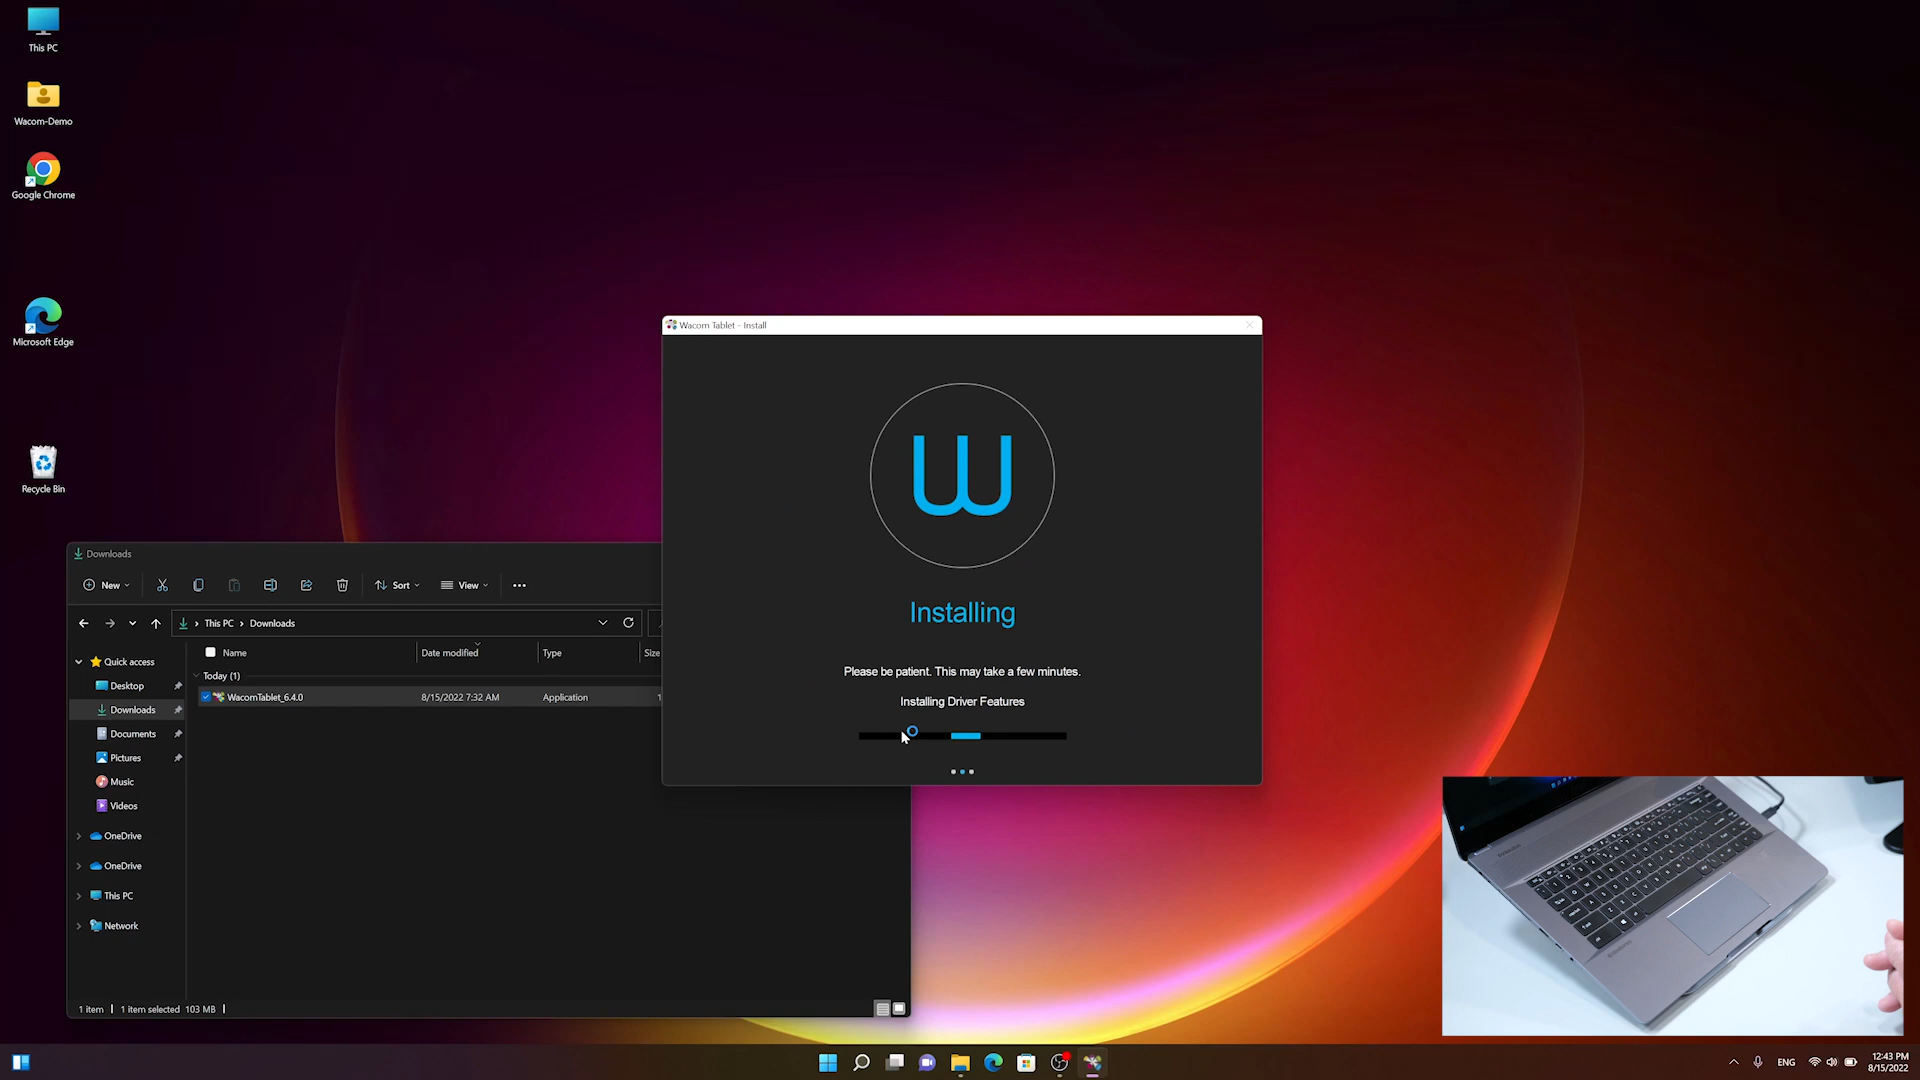 This PC
Wacom-Demo
Google Chrome
Microsoft Edge
Recycle Bin
Downloads
New
Sort
View
This PC
Downloads
Name
Date modified
Type
Size
Quick access
Desktop
Downloads
Documents
Pictures
Music
Videos
OneDrive
OneDrive
This PC
Network
Today (1)
WacomTablet_6.4.0
8/15/2022 7:32 AM
Application
1
1 item
1 item selected 103 MB
Wacom Tablet - Install
Installing
Please be patient. This may take a few minutes.
Installing Driver Features
ENG
12:43 PM
8/15/2022